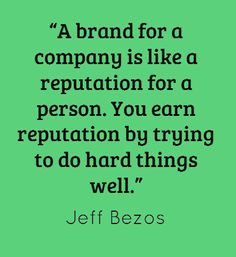 “A brand for a
company is like a
reputation for a
person. You earn
reputation by trying
to do hard things
well.”
Jeff Bezos